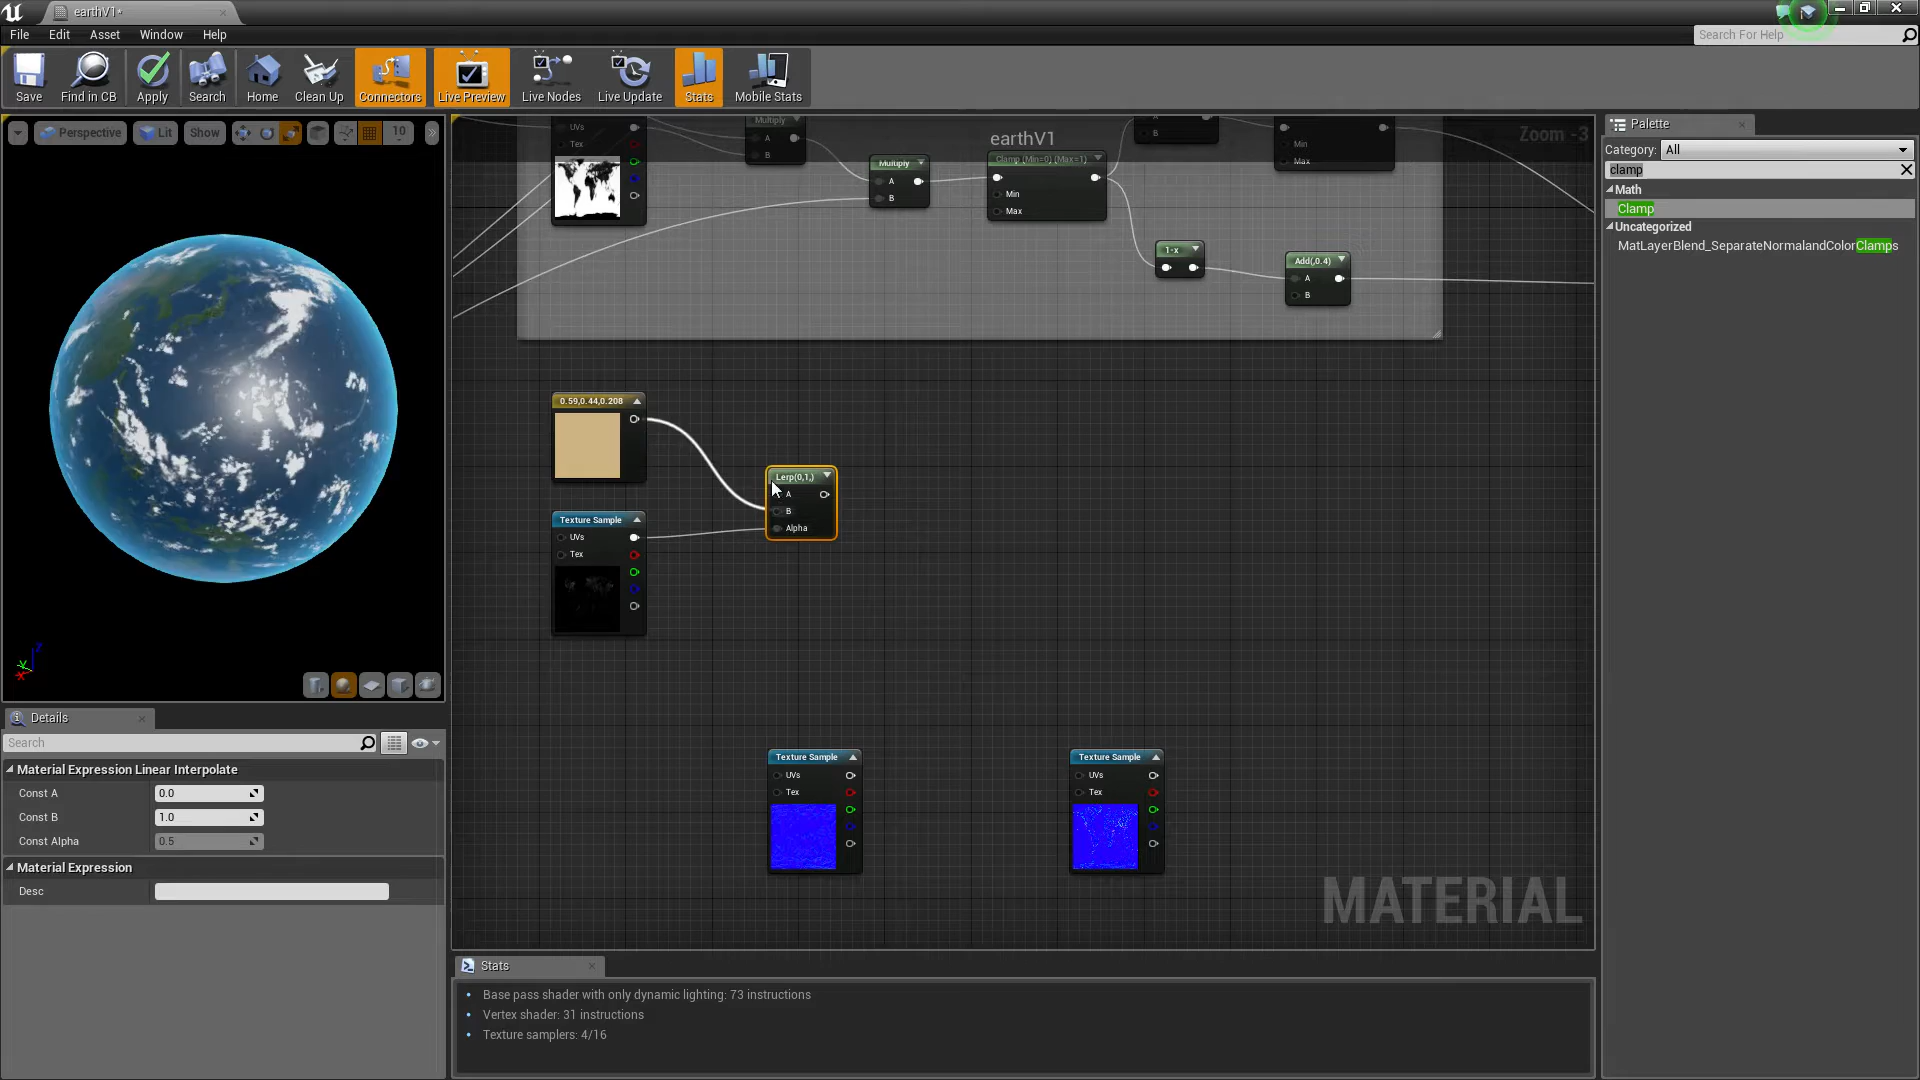 earthV1*
File Edit Asset Window Help
Search For Help
Save Find in CB Apply Search Home Clean Up Connectors Live Preview Live Nodes Live Update Stats Mobile Stats
Perspective Lit Show 10
UVs
Tex
Multiply
A
B
Multiply
A
B
earthV1
Clamp (Min=0) (Max=1)
Min
Max
B
Min
Max
Zoom -3
1-x
Add(,0.4)
A
B
0.59,0.44,0.208
Lerp(0,1,)
A
B
Alpha
Texture Sample
UVs
Tex
Texture Sample
UVs
Tex
Texture Sample
UVs
Tex
MATERIAL
Palette
Category: All
clamp
Math
Clamp
Uncategorized
MatLayerBlend_SeparateNormalandColorClamps
Z
Y
X
Details
Search
Material Expression Linear Interpolate
Const A 0.0
Const B 1.0
Const Alpha 0.5
Material Expression
Desc
Stats
Base pass shader with only dynamic lighting: 73 instructions
Vertex shader: 31 instructions
Texture samplers: 4/16